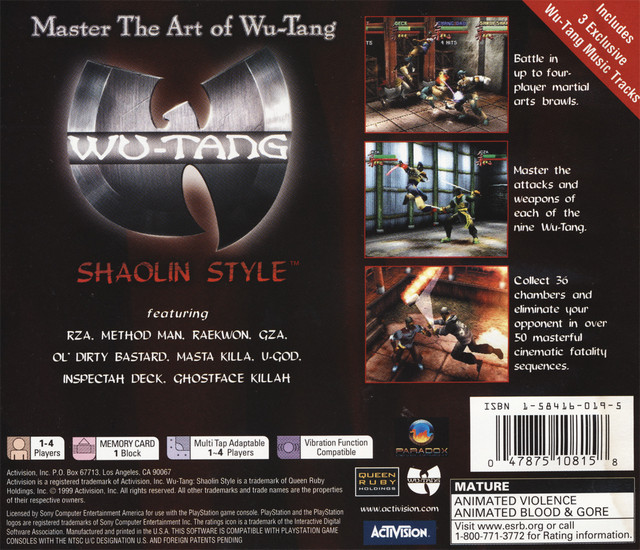 Master The Art of Wu-Tang
WU-TANG
SHAOLIN STYLE™
featuring
RZA, METHOD MAN, RAEKWON, GZA,
OL' DIRTY BASTARD, MASTA KILLA, U-GOD,
INSPECTAH DECK, GHOSTFACE KILLAH
Includes
3 Exclusive
Wu-Tang Music Tracks
Battle in
up to four-
player martial
arts brawls.
Master the
attacks and
weapons of
each of the
nine Wu-Tang.
Collect 36
chambers and
eliminate your
opponent in over
50 masterful
cinematic fatality
sequences.
1-4
Players
MEMORY CARD
1 Block
Multi Tap Adaptable
1-4 Players
Vibration Function
Compatible
Activision, Inc. P.O. Box 67713, Los Angeles, CA 90067
Activision is a registered trademark of Activision, Inc. Wu-Tang: Shaolin Style is a trademark of Queen Ruby
Holdings, Inc. © 1999 Activision, Inc. All rights reserved. All other trademarks and trade names are the properties
of their respective owners.
Licensed by Sony Computer Entertainment America for use with the PlayStation game console. PlayStation and the PlayStation
logos are registered trademarks of Sony Computer Entertainment Inc. The ratings icon is a trademark of the Interactive Digital
Software Association. Manufactured and printed in the U.S.A. THIS SOFTWARE IS COMPATIBLE WITH PLAYSTATION GAME
CONSOLES WITH THE NTSC U/C DESIGNATION U.S. AND FOREIGN PATENTS PENDING
PARADOX
QUEEN
RUBY
HOLDINGS
WU-TANG
www.activision.com
ACTIVISION
ISBN 1-58416-019-5
0 47875 10815 8
MATURE
ANIMATED VIOLENCE
ANIMATED BLOOD & GORE
Visit www.esrb.org or call
1-800-771-3772 for Rating information.